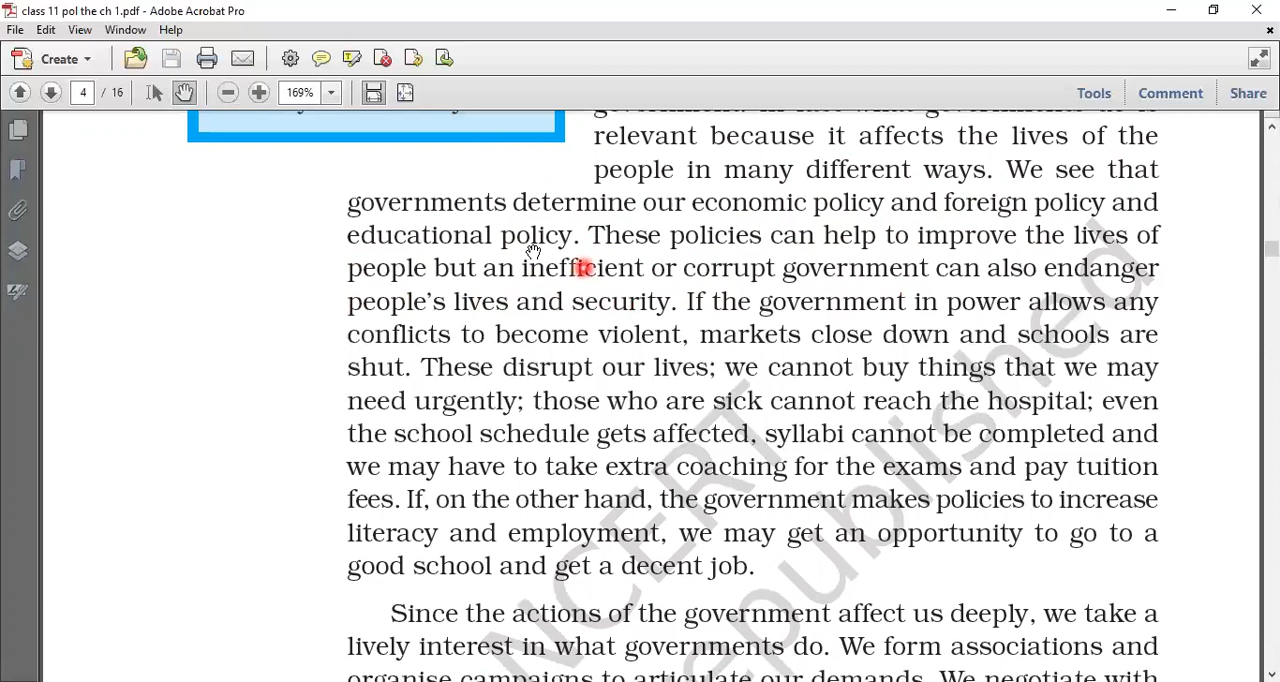 class 11 pol the ch 1.pdf - Adobe Acrobat Pro
File Edit View Window Help
Create
4 / 16 169% Tools Comment Share
relevant because it affects the lives of the
people in many different ways. We see that
governments determine our economic policy and foreign policy and
educational policy. These policies can help to improve the lives of
people but an inefficient or corrupt government can also endanger
people's lives and security. If the government in power allows any
conflicts to become violent, markets close down and schools are
shut. These disrupt our lives; we cannot buy things that we may
need urgently; those who are sick cannot reach the hospital; even
the school schedule gets affected, syllabi cannot be completed and
we may have to take extra coaching for the exams and pay tuition
fees. If, on the other hand, the government makes policies to increase
literacy and employment, we may get an opportunity to go to a
good school and get a decent job.
Since the actions of the government affect us deeply, we take a
lively interest in what governments do. We form associations and
organise campaigns to articulate our demands. We negotiate with
NCERT
republished